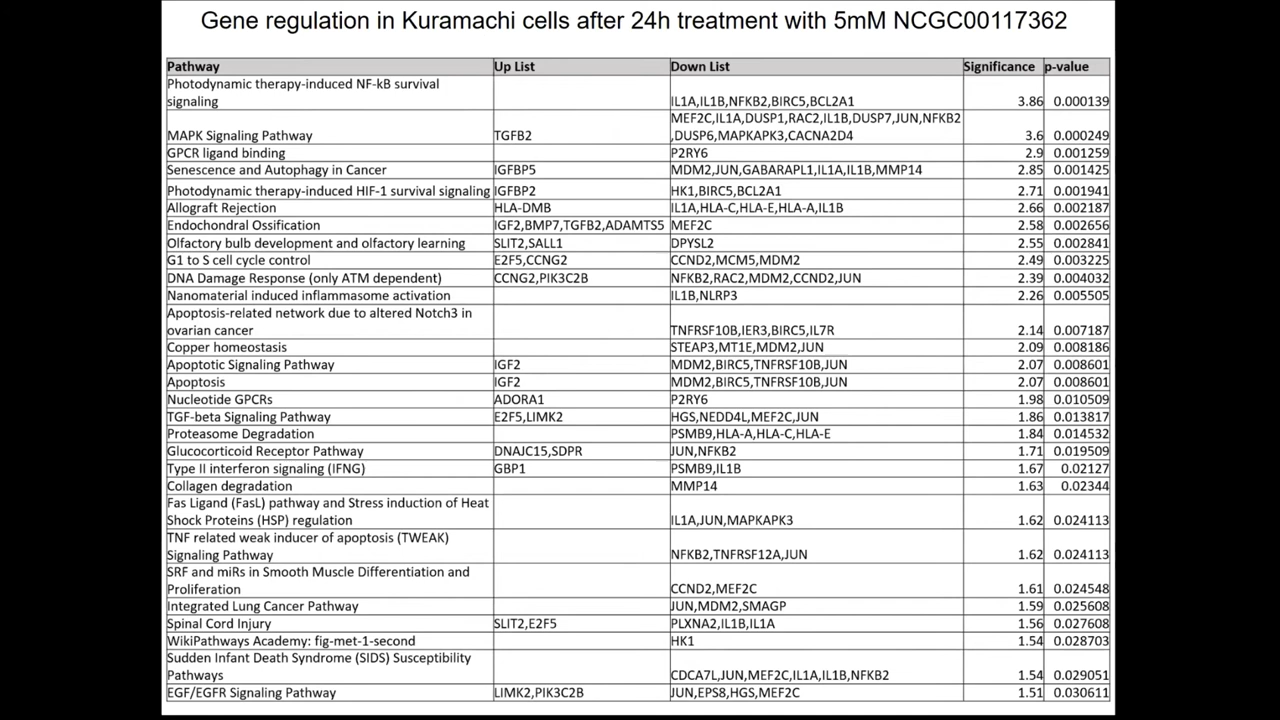 Gene regulation in Kuramachi cells after 24h treatment with 5mM NCGC00117362
Pathway Up List Down List Significance p-value
Photodynamic therapy-induced NF-kB survival
signaling IL1A,IL1B,NFKB2,BIRC5,BCL2A1 3.86 0.000139
MEF2C,IL1A,DUSP1,RAC2,IL1B,DUSP7,JUN,NFKB2
MAPK Signaling Pathway TGFB2 ,DUSP6,MAPKAPK3,CACNA2D4 3.6 0.000249
GPCR ligand binding P2RY6 2.9 0.001259
Senescence and Autophagy in Cancer IGFBP5 MDM2,JUN,GABARAPL1,IL1A,IL1B,MMP14 2.85 0.001425
Photodynamic therapy-induced HIF-1 survival signaling IGFBP2 HK1,BIRC5,BCL2A1 2.71 0.001941
Allograft Rejection HLA-DMB IL1A,HLA-C,HLA-E,HLA-A,IL1B 2.66 0.002187
Endochondral Ossification IGF2,BMP7,TGFB2,ADAMTS5 MEF2C 2.58 0.002656
Olfactory bulb development and olfactory learning SLIT2,SALL1 DPYSL2 2.55 0.002841
G1 to S cell cycle control E2F5,CCNG2 CCND2,MCM5,MDM2 2.49 0.003225
DNA Damage Response (only ATM dependent) CCNG2,PIK3C2B NFKB2,RAC2,MDM2,CCND2,JUN 2.39 0.004032
Nanomaterial induced inflammasome activation IL1B,NLRP3 2.26 0.005505
Apoptosis-related network due to altered Notch3 in
ovarian cancer TNFRSF10B,IER3,BIRC5,IL7R 2.14 0.007187
Copper homeostasis STEAP3,MT1E,MDM2,JUN 2.09 0.008186
Apoptotic Signaling Pathway IGF2 MDM2,BIRC5,TNFRSF10B,JUN 2.07 0.008601
Apoptosis IGF2 MDM2,BIRC5,TNFRSF10B,JUN 2.07 0.008601
Nucleotide GPCRs ADORA1 P2RY6 1.98 0.010509
TGF-beta Signaling Pathway E2F5,LIMK2 HGS,NEDD4L,MEF2C,JUN 1.86 0.013817
Proteasome Degradation PSMB9,HLA-A,HLA-C,HLA-E 1.84 0.014532
Glucocorticoid Receptor Pathway DNAJC15,SDPR JUN,NFKB2 1.71 0.019509
Type II interferon signaling (IFNG) GBP1 PSMB9,IL1B 1.67 0.02127
Collagen degradation MMP14 1.63 0.02344
Fas Ligand (FasL) pathway and Stress induction of Heat
Shock Proteins (HSP) regulation IL1A,JUN,MAPKAPK3 1.62 0.024113
TNF related weak inducer of apoptosis (TWEAK)
Signaling Pathway NFKB2,TNFRSF12A,JUN 1.62 0.024113
SRF and miRs in Smooth Muscle Differentiation and
Proliferation CCND2,MEF2C 1.61 0.024548
Integrated Lung Cancer Pathway JUN,MDM2,SMAGP 1.59 0.025608
Spinal Cord Injury SLIT2,E2F5 PLXNA2,IL1B,IL1A 1.56 0.027608
WikiPathways Academy: fig-met-1-second HK1 1.54 0.028703
Sudden Infant Death Syndrome (SIDS) Susceptibility
Pathways CDCA7L,JUN,MEF2C,IL1A,IL1B,NFKB2 1.54 0.029051
EGF/EGFR Signaling Pathway LIMK2,PIK3C2B JUN,EPS8,HGS,MEF2C 1.51 0.030611